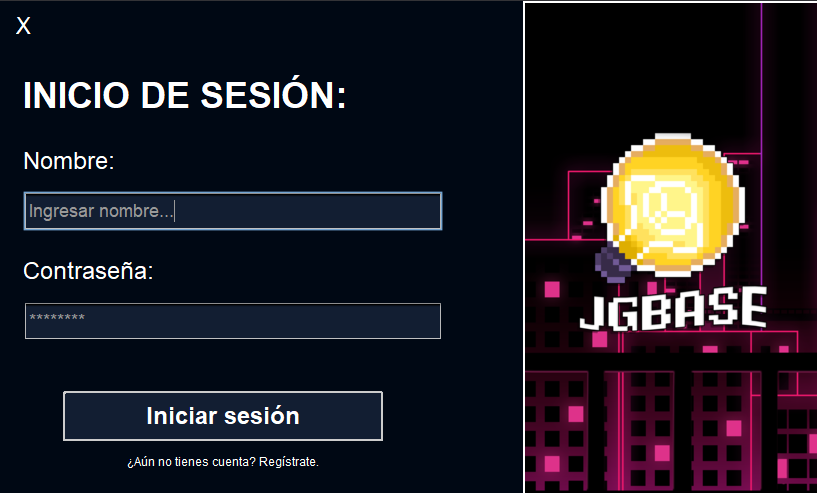 X
INICIO DE SESIÓN:
Nombre:
Ingresar nombre...
Contraseña:
********
Iniciar sesión
¿Aún no tienes cuenta? Regístrate.
JGBASE